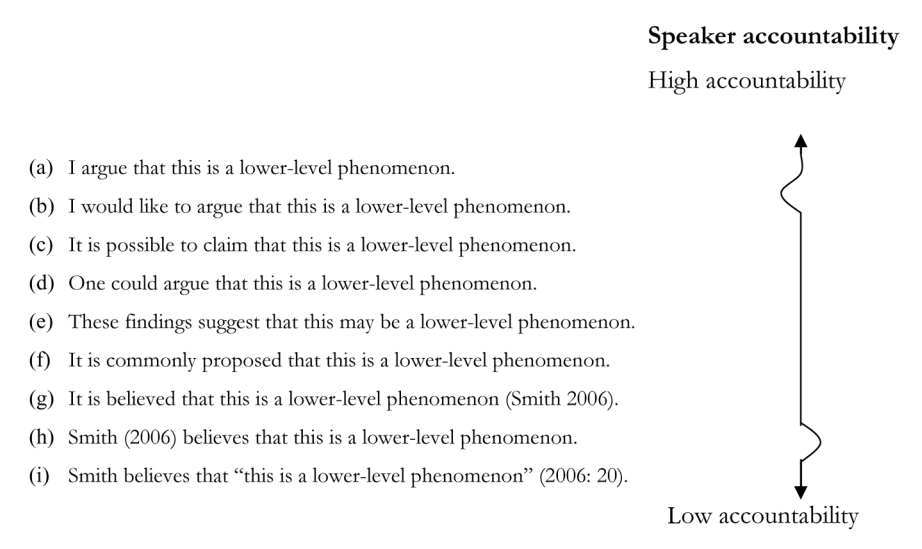 Speaker accountability
High accountability
(a) I argue that this is a lower-level phenomenon.
(b) I would like to argue that this is a lower-level phenomenon.
(c) It is possible to claim that this is a lower-level phenomenon.
(d) One could argue that this is a lower-level phenomenon.
(e) These findings suggest that this may be a lower-level phenomenon.
(f) It is commonly proposed that this is a lower-level phenomenon.
(g) It is believed that this is a lower-level phenomenon (Smith 2006).
(h) Smith (2006) believes that this is a lower-level phenomenon.
(i) Smith believes that “this is a lower-level phenomenon” (2006: 20).
Low accountability